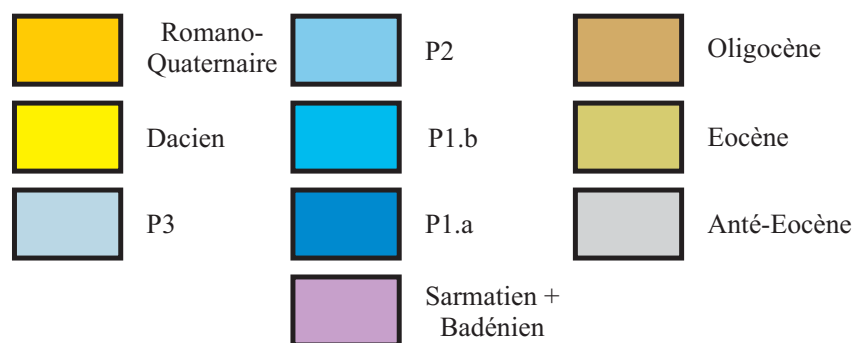 Romano-
Quaternaire
Dacien
P3
P2
P1.b
P1.a
Sarmatien +
Badénien
Oligocène
Eocène
Anté-Eocène